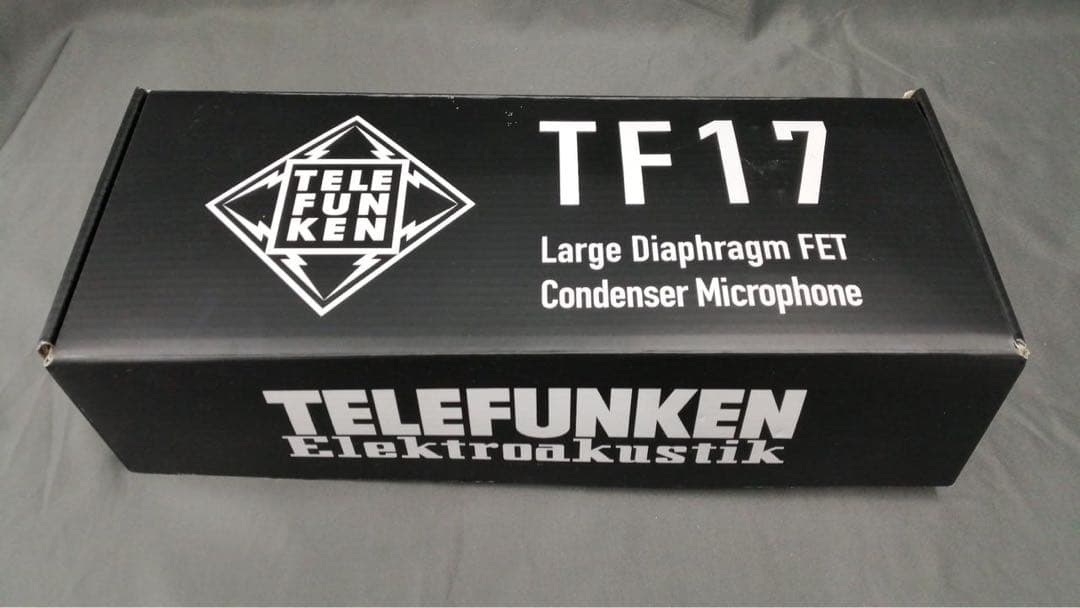 TELE
FUN
KEN
TF17
Large Diaphragm FET
Condenser Microphone
TELEFUNKEN
Elektroakustik